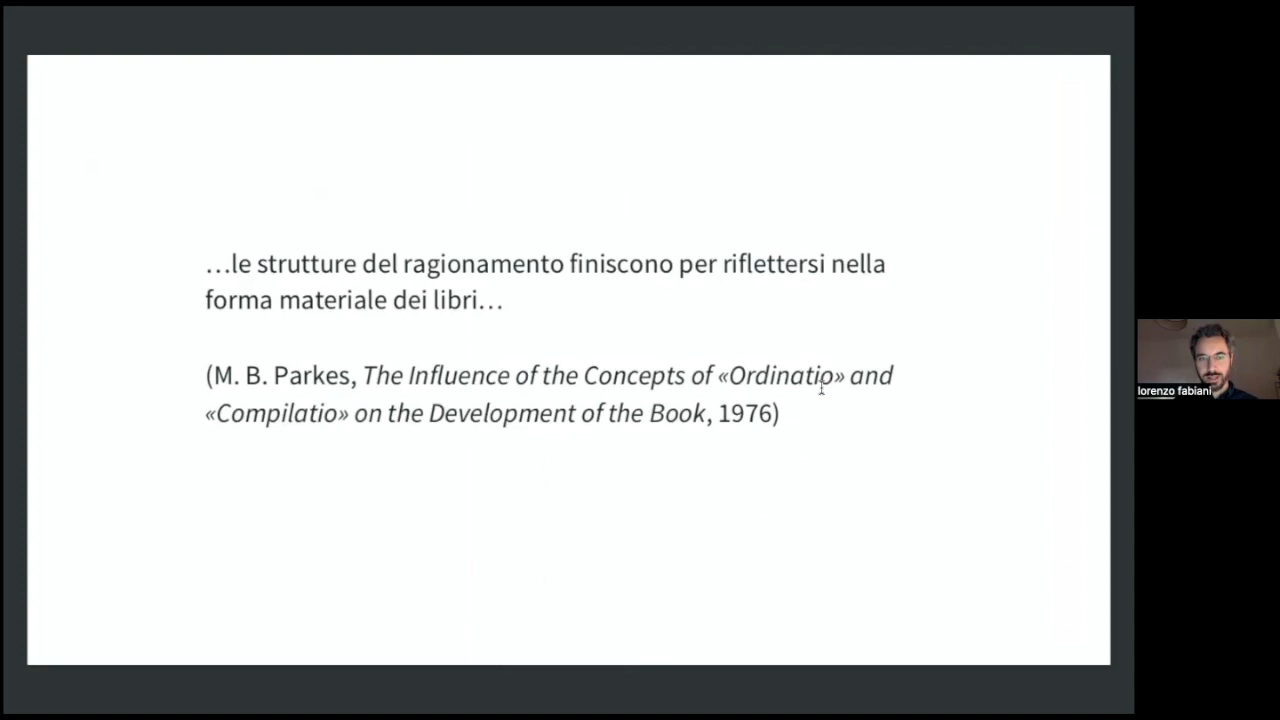 …le strutture del ragionamento finiscono per riflettersi nella
forma materiale dei libri…
(M. B. Parkes, The Influence of the Concepts of «Ordinatio» and
«Compilatio» on the Development of the Book, 1976)
lorenzo fabiani